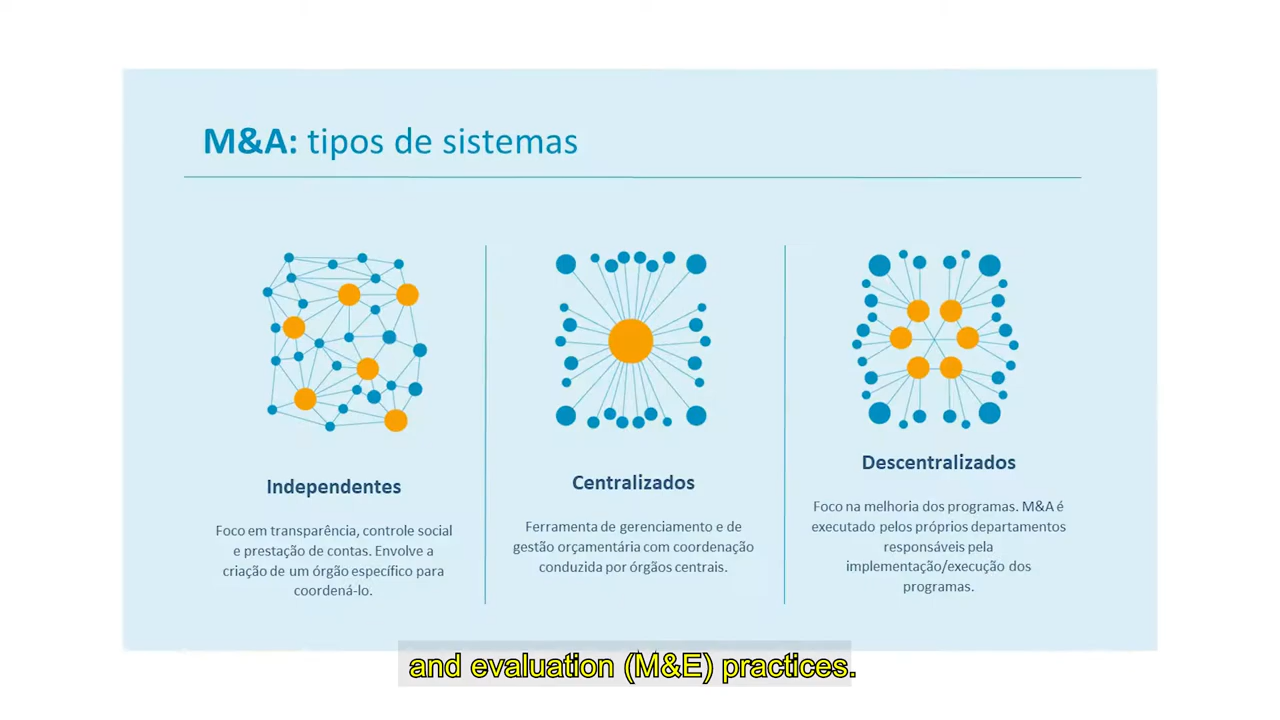 M&A: tipos de sistemas
Independentes
Foco em transparência, controle social
e prestação de contas. Envolve a
criação de um órgão específico para
coordená-lo.
Centralizados
Ferramenta de gerenciamento e de
gestão orçamentária com coordenação
conduzida por órgãos centrais.
Descentralizados
Foco na melhoria dos programas. M&A é
executado pelos próprios departamentos
responsáveis pela
implementação/execução dos
programas.
and evaluation (M&E) practices.